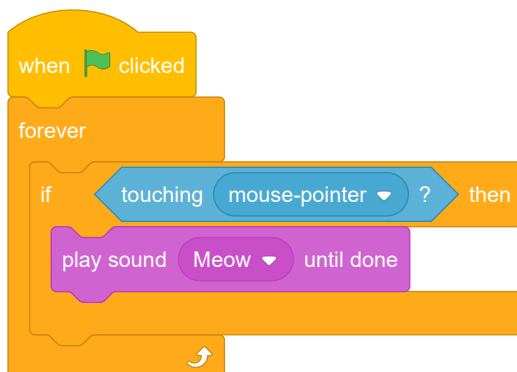 when clicked
forever
if touching mouse-pointer ? then
play sound Meow until done